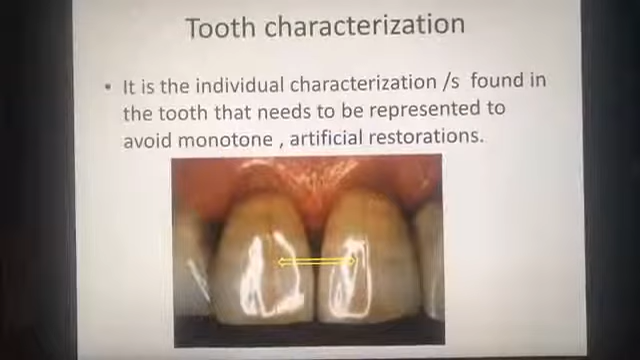 Tooth characterization
• It is the individual characterization /s found in
the tooth that needs to be represented to
avoid monotone , artificial restorations.